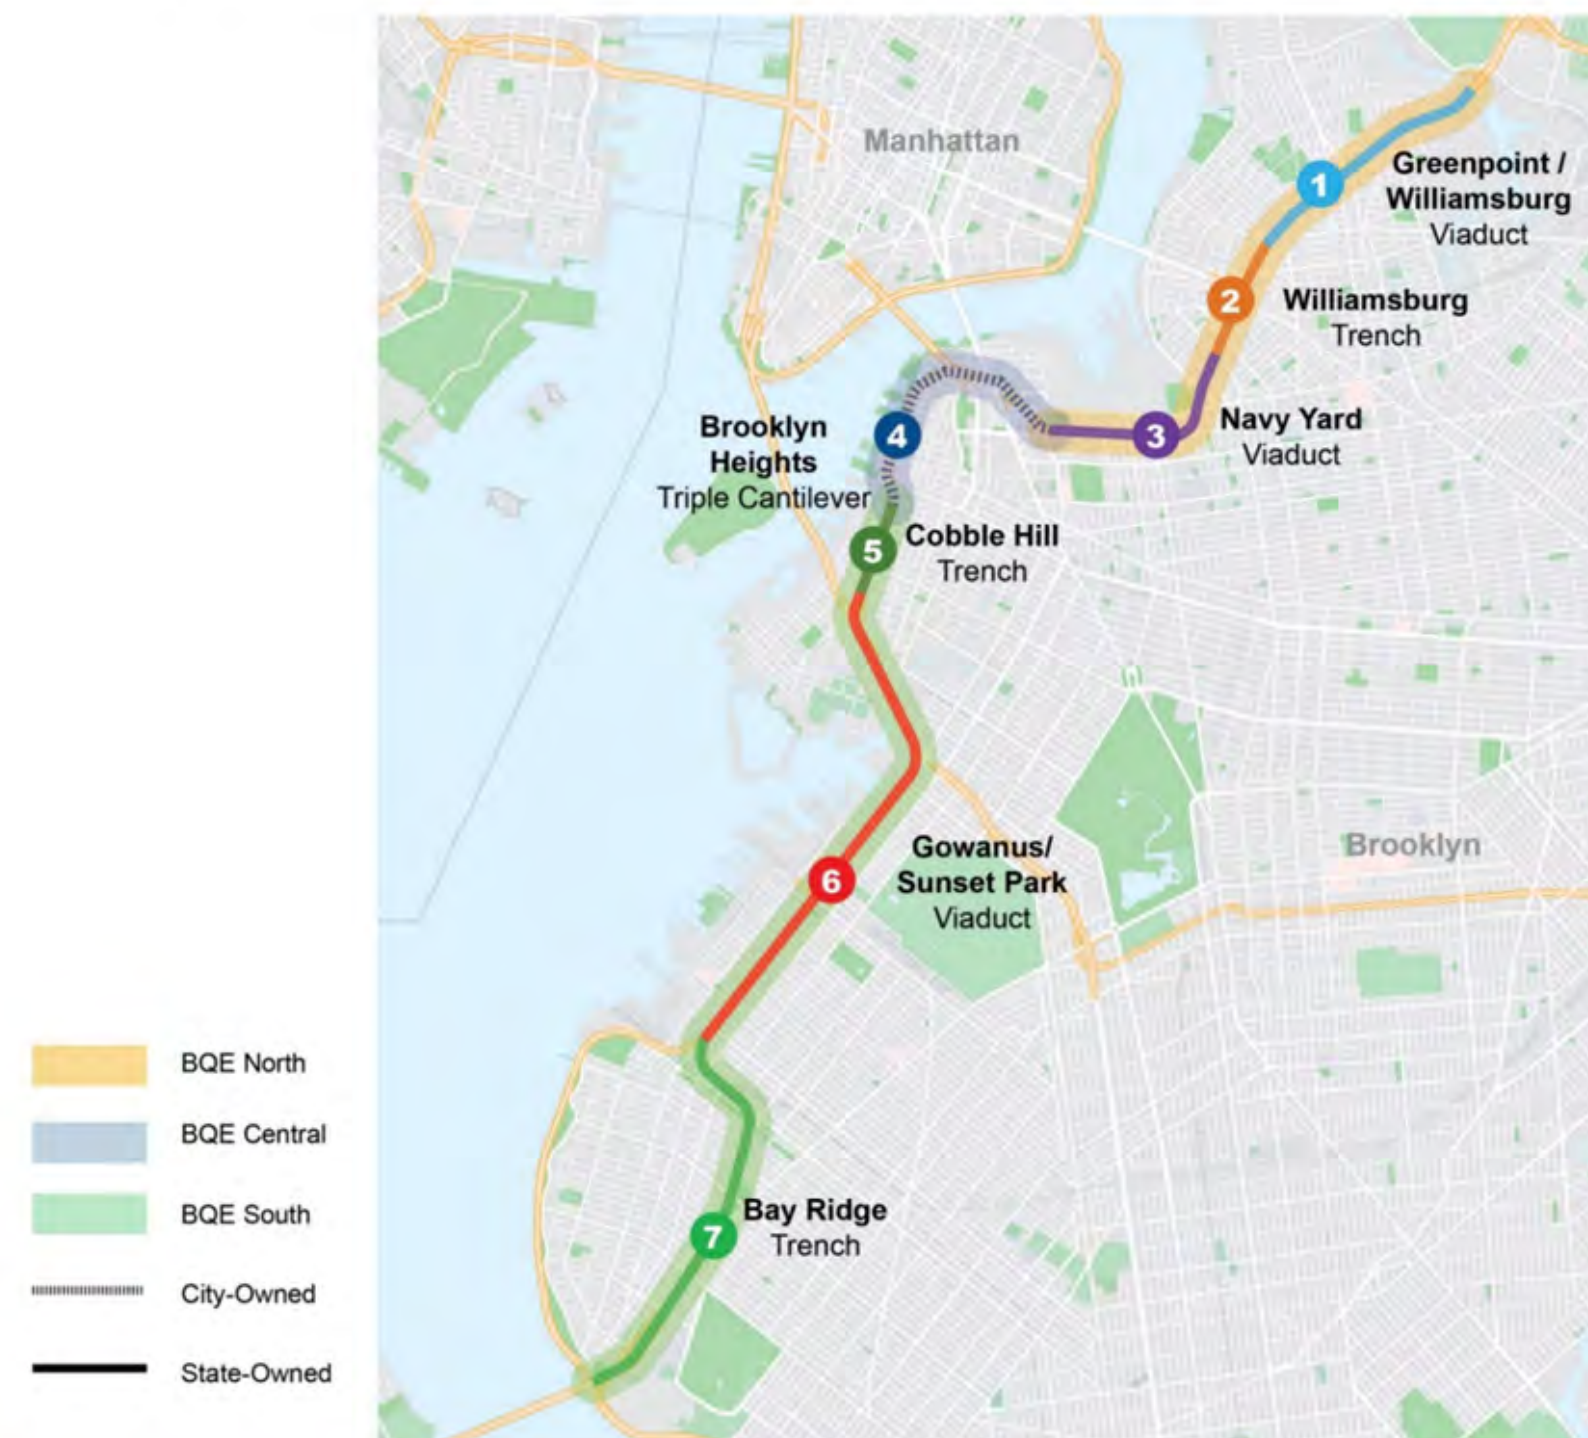 Manhattan
1
Greenpoint /
Williamsburg
Viaduct
2
Williamsburg
Trench
3
Navy Yard
Viaduct
4
Brooklyn
Heights
Triple Cantilever
5
Cobble Hill
Trench
6
Gowanus/
Sunset Park
Viaduct
Brooklyn
7
Bay Ridge
Trench
BQE North
BQE Central
BQE South
City-Owned
State-Owned